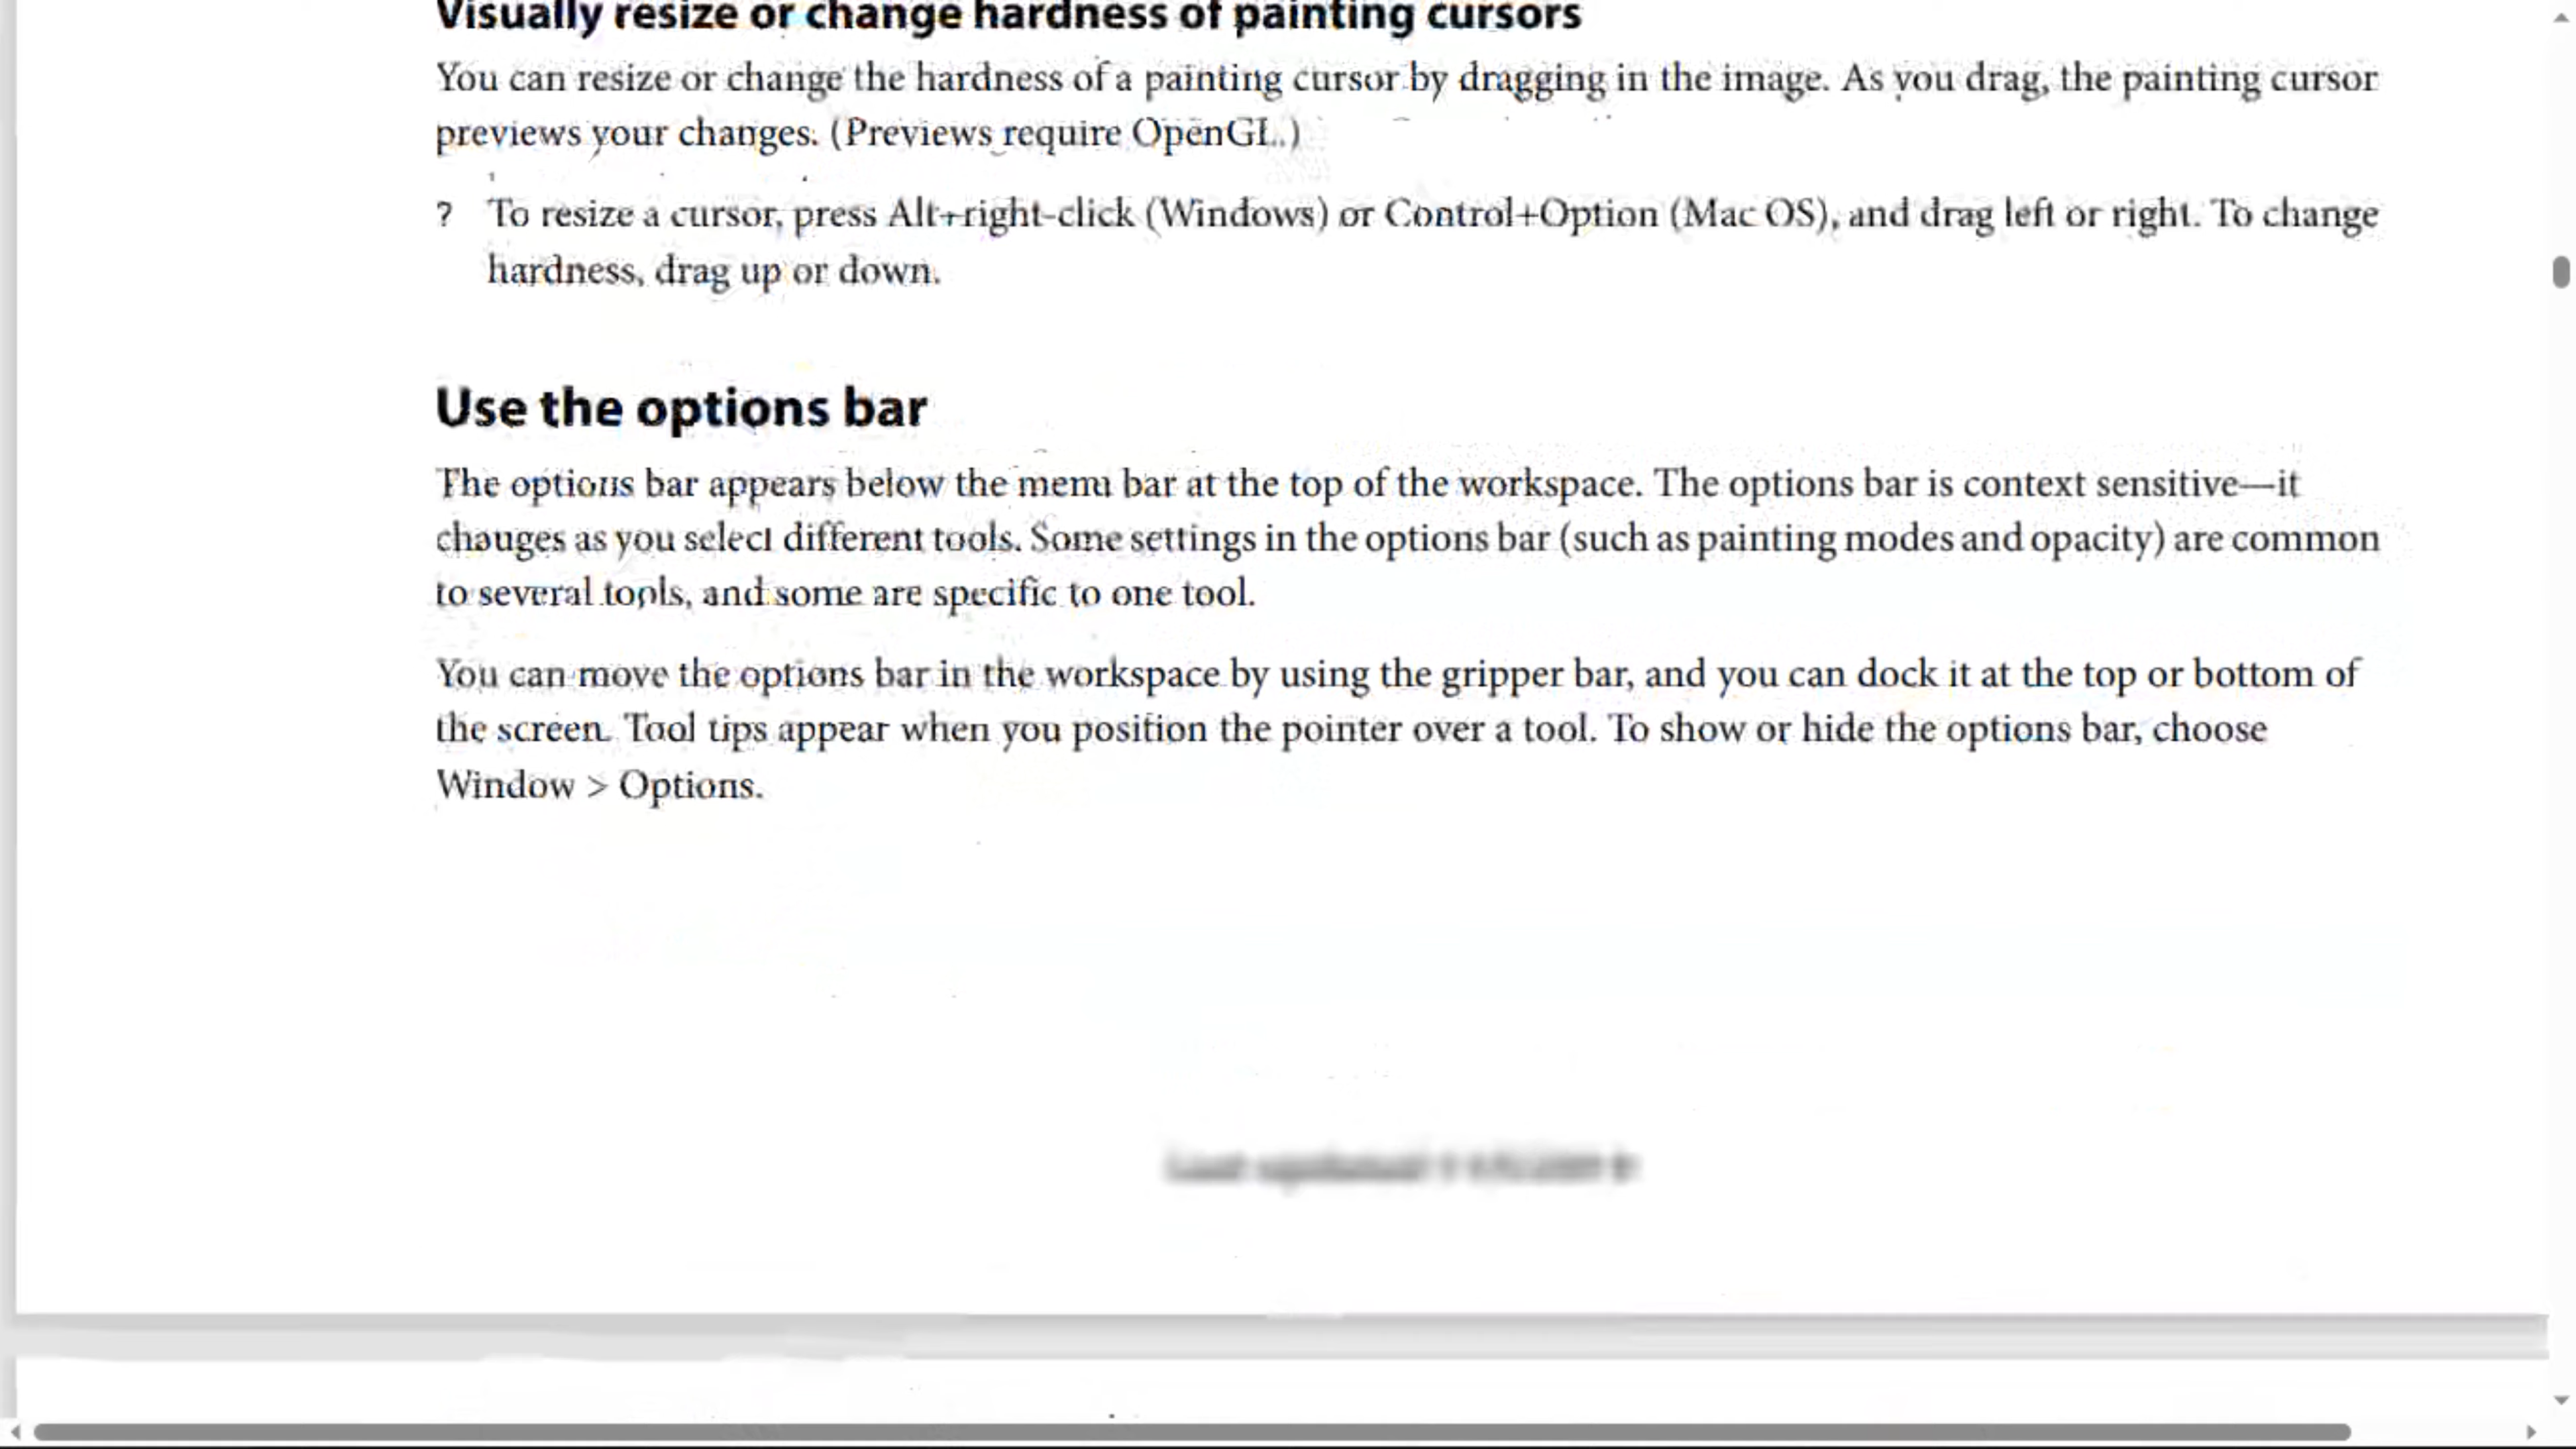 Visually resize or change hardness of painting cursors
You can resize or change the hardness of a painting cursor by dragging in the image. As you drag, the painting cursor
previews your changes. (Previews require OpenGL.)
? To resize a cursor, press Alt+right-click (Windows) or Control+Option (Mac OS), and drag left or right. To change
hardness, drag up or down.
Use the options bar
The options bar appears below the menu bar at the top of the workspace. The options bar is context sensitive—it
changes as you select different tools. Some settings in the options bar (such as painting modes and opacity) are common
to several tools, and some are specific to one tool.
You can move the options bar in the workspace by using the gripper bar, and you can dock it at the top or bottom of
the screen. Tool tips appear when you position the pointer over a tool. To show or hide the options bar, choose
Window > Options.
Last updated